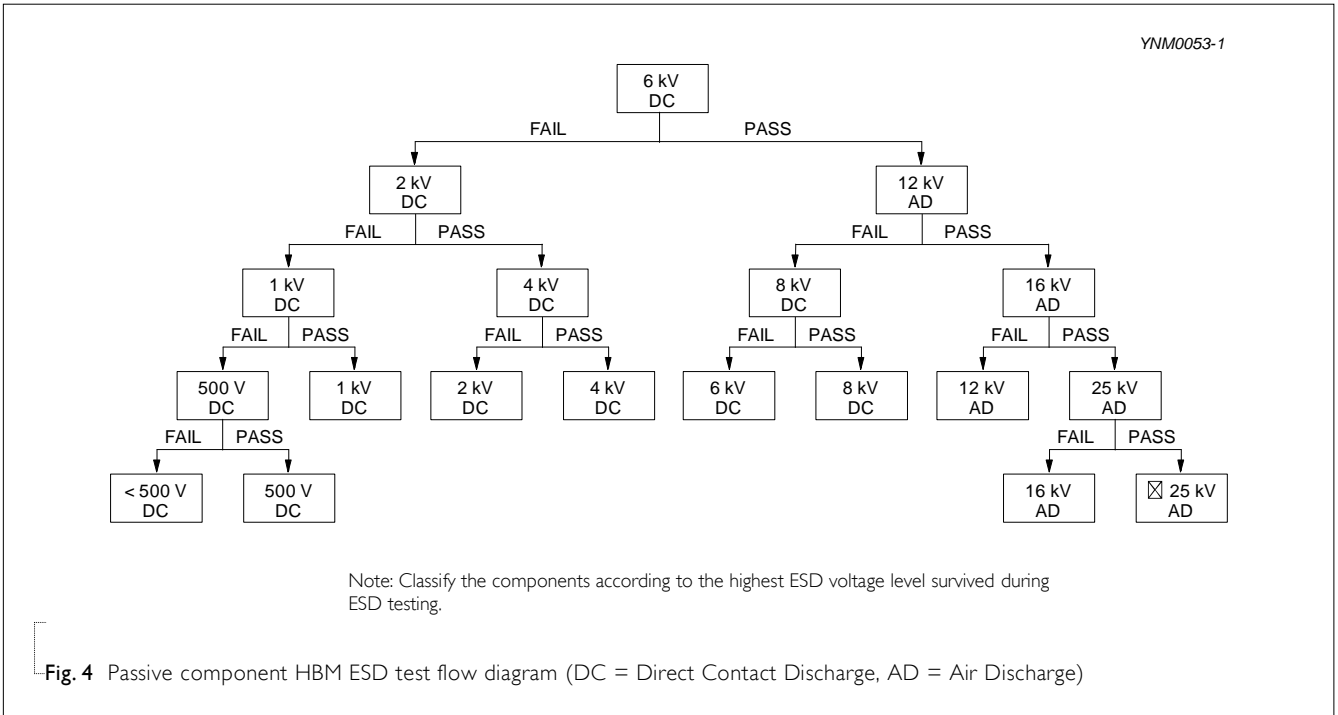 YNM0053-1
6 kV
DC
FAIL PASS
2 kV
DC
12 kV
AD
FAIL PASS
FAIL PASS
1 kV
DC
4 kV
DC
8 kV
DC
16 kV
AD
FAIL PASS
FAIL PASS
FAIL PASS
FAIL PASS
500 V
DC
1 kV
DC
2 kV
DC
4 kV
DC
6 kV
DC
8 kV
DC
12 kV
AD
25 kV
AD
FAIL PASS
FAIL PASS
< 500 V
DC
500 V
DC
16 kV
AD
☒ 25 kV
AD
Note: Classify the components according to the highest ESD voltage level survived during
ESD testing.
Fig. 4 Passive component HBM ESD test flow diagram (DC = Direct Contact Discharge, AD = Air Discharge)